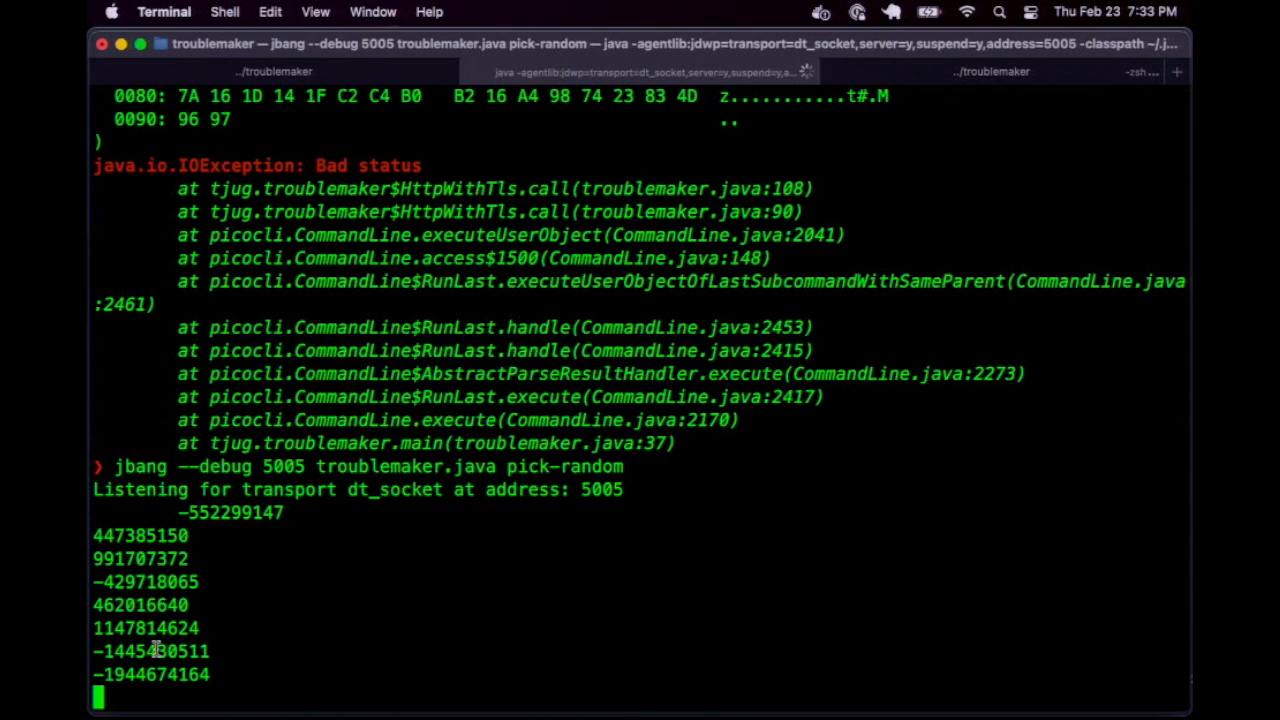 Terminal Shell Edit View Window Help Thu Feb 23 7:33 PM
troublemaker — jbang --debug 5005 troublemaker.java pick-random — java -agentlib:jdwp=transport=dt_socket,server=y,suspend=y,address=5005 -classpath ~/.j...
../troublemaker java -agentlib:jdwp=transport=dt_socket,server=y,suspend=y,a... ../troublemaker -zsh ...
0080: 7A 16 1D 14 1F C2 C4 B0 B2 16 A4 98 74 23 83 4D z...........t#.M
0090: 96 97 ..
)
java.io.IOException: Bad status
at tjug.troublemaker$HttpWithTls.call(troublemaker.java:108)
at tjug.troublemaker$HttpWithTls.call(troublemaker.java:90)
at picocli.CommandLine.executeUserObject(CommandLine.java:2041)
at picocli.CommandLine.access$1500(CommandLine.java:148)
at picocli.CommandLine$RunLast.executeUserObjectOfLastSubcommandWithSameParent(CommandLine.java
:2461)
at picocli.CommandLine$RunLast.handle(CommandLine.java:2453)
at picocli.CommandLine$RunLast.handle(CommandLine.java:2415)
at picocli.CommandLine$AbstractParseResultHandler.execute(CommandLine.java:2273)
at picocli.CommandLine$RunLast.execute(CommandLine.java:2417)
at picocli.CommandLine.execute(CommandLine.java:2170)
at tjug.troublemaker.main(troublemaker.java:37)
❯ jbang --debug 5005 troublemaker.java pick-random
Listening for transport dt_socket at address: 5005
-552299147
447385150
991707372
-429718065
462016640
1147814624
-1445430511
-1944674164